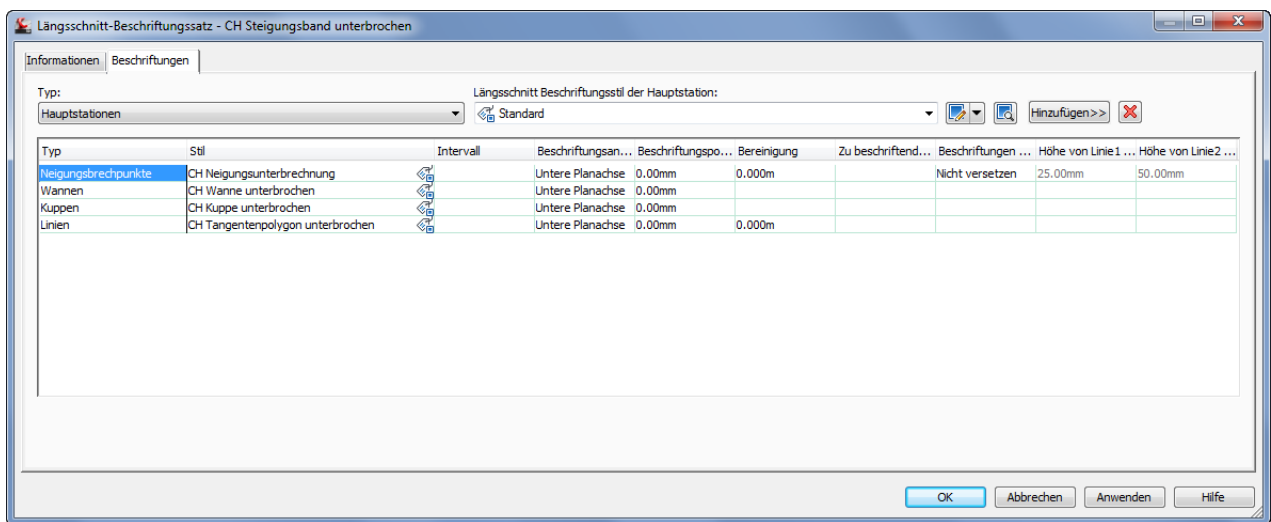 Längsschnitt-Beschriftungssatz - CH Steigungsband unterbrochen
Informationen Beschriftungen
Typ: Längsschnitt Beschriftungsstil der Hauptstation:
Hauptstationen Standard Hinzufügen>>
Typ Stil Intervall Beschriftungsan... Beschriftungspo... Bereinigung Zu beschriftend... Beschriftungen ... Höhe von Linie1 ... Höhe von Linie2 ...
Neigungsbrechpunkte CH Neigungsunterbrechnung Untere Planachse 0.00mm 0.000m Nicht versetzen 25.00mm 50.00mm
Wannen CH Wanne unterbrochen Untere Planachse 0.00mm
Kuppen CH Kuppe unterbrochen Untere Planachse 0.00mm
Linien CH Tangentenpolygon unterbrochen Untere Planachse 0.00mm 0.000m
OK Abbrechen Anwenden Hilfe